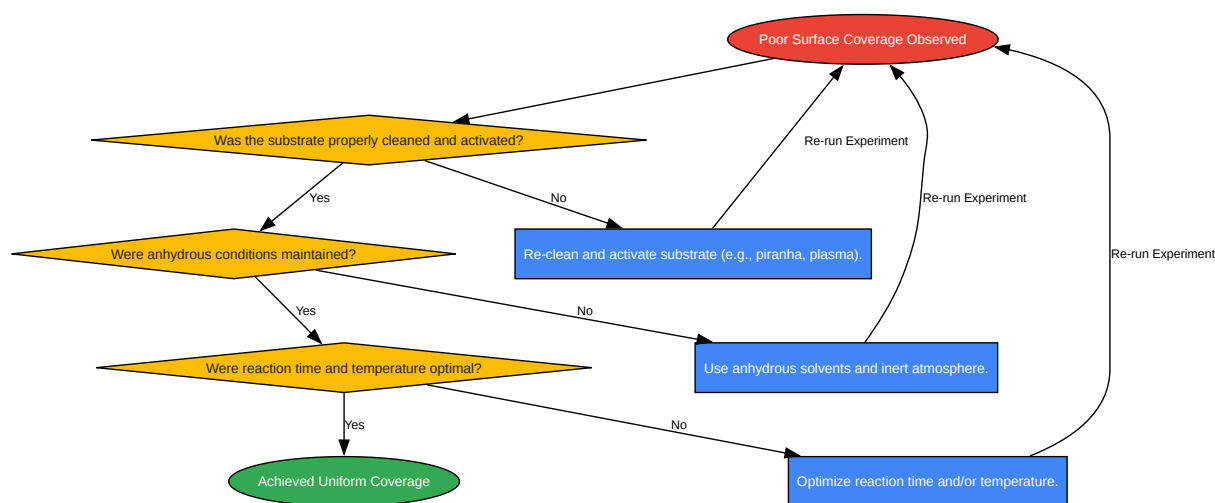 Poor Surface Coverage Observed
Was the substrate properly cleaned and activated?
Re-run Experiment
Yes
No
Re-run Experiment
Were anhydrous conditions maintained?
Re-clean and activate substrate (e.g., piranha, plasma).
Re-run Experiment
Yes
No
Were reaction time and temperature optimal?
Use anhydrous solvents and inert atmosphere.
Yes
No
Achieved Uniform Coverage
Optimize reaction time and/or temperature.